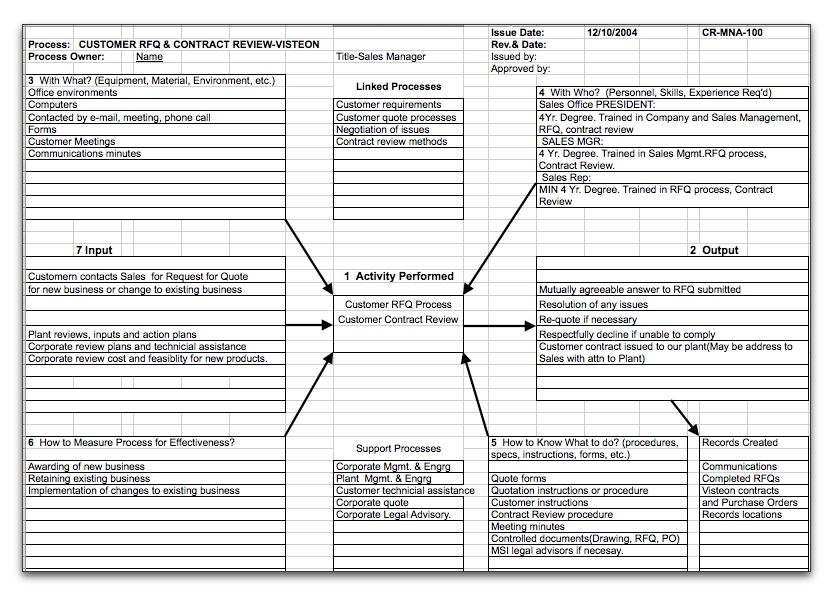 Issue Date: 12/10/2004 CR-MNA-100
Process: CUSTOMER RFQ & CONTRACT REVIEW-VISTEON Rev.& Date:
Process Owner: Name Title-Sales Manager Issued by:
Approved by:
3 With What? (Equipment, Material, Environment, etc.)
Office environments
Computers
Contacted by e-mail, meeting, phone call
Forms
Customer Meetings
Communications minutes
Linked Processes
Customer requirements
Customer quote processes
Negotiation of issues
Contract review methods
4 With Who? (Personnel, Skills, Experience Req'd)
Sales Office PRESIDENT:
4Yr. Degree. Trained in Company and Sales Management,
RFQ, contract review
SALES MGR:
4 Yr. Degree. Trained in Sales Mgmt.RFQ process,
Contract Review.
Sales Rep:
MIN 4 Yr. Degree. Trained in RFQ process, Contract
Review
7 Input
Customern contacts Sales for Request for Quote
for new business or change to existing business
Plant reviews, inputs and action plans
Corporate review plans and technicial assistance
Corporate review cost and feasiblity for new products.
1 Activity Performed
Customer RFQ Process
Customer Contract Review
2 Output
Mutually agreeable answer to RFQ submitted
Resolution of any issues
Re-quote if necessary
Respectfully decline if unable to comply
Customer contract issued to our plant(May be address to
Sales with attn to Plant)
6 How to Measure Process for Effectiveness?
Awarding of new business
Retaining existing business
Implementation of changes to existing business
Support Processes
Corporate Mgmt. & Engrg
Plant Mgmt. & Engrg
Customer technicial assistance
Corporate quote
Corporate Legal Advisory.
5 How to Know What to do? (procedures,
specs, instructions, forms, etc.)
Quote forms
Quotation instructions or procedure
Customer instructions
Contract Review procedure
Meeting minutes
Controlled documents(Drawing, RFQ, PO)
MSI legal advisors if necesay.
Records Created
Communications
Completed RFQs
Visteon contracts
and Purchase Orders
Records locations